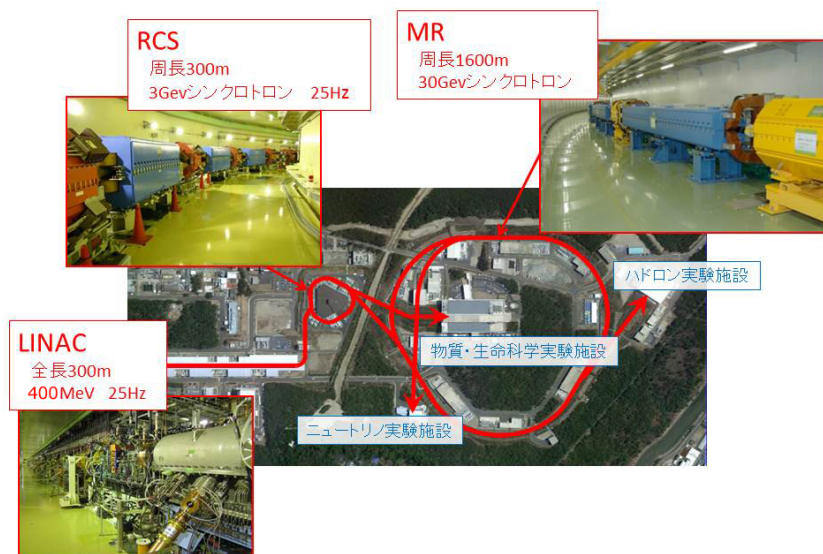 RCS
周長300m
3Gevシンクロトロン 25Hz
MR
周長1600m
30Gevシンクロトロン
ハドロン実験施設
物質・生命科学実験施設
ニュートリノ実験施設
LINAC
全長300m
400MeV 25Hz